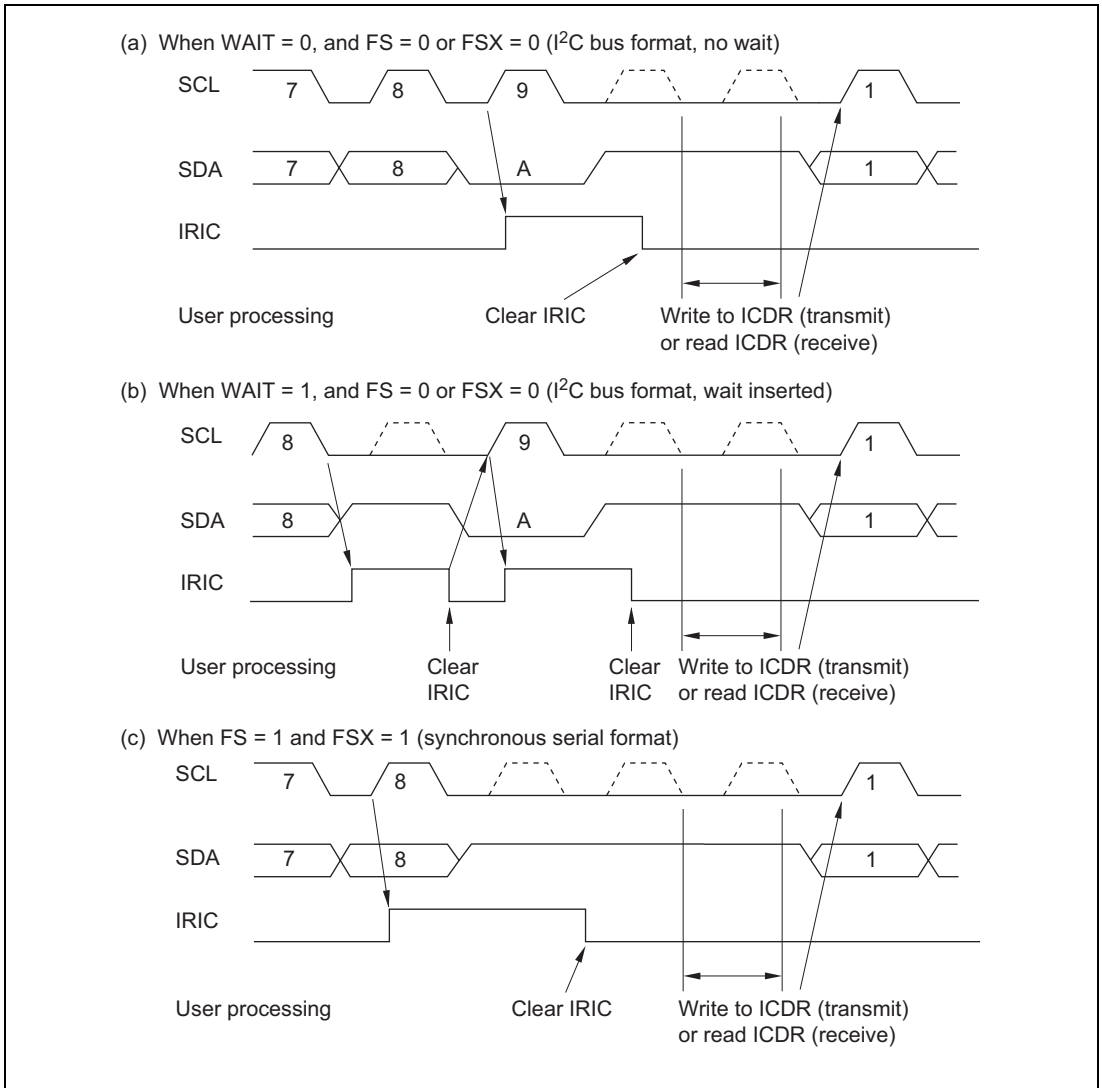 (a) When WAIT = 0, and FS = 0 or FSX = 0 (I²C bus format, no wait)
SCL 7 8 9 1
SDA 7 8 A 1
IRIC
User processing Clear IRIC Write to ICDR (transmit)
or read ICDR (receive)
(b) When WAIT = 1, and FS = 0 or FSX = 0 (I²C bus format, wait inserted)
SCL 8 9 1
SDA 8 A 1
IRIC
User processing Clear Clear Write to ICDR (transmit)
IRIC IRIC or read ICDR (receive)
(c) When FS = 1 and FSX = 1 (synchronous serial format)
SCL 7 8 1
SDA 7 8 1
IRIC
User processing Clear IRIC Write to ICDR (transmit)
or read ICDR (receive)